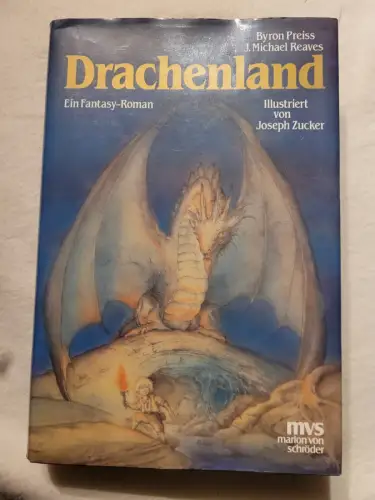 Byron Preiss
J. Michael Reaves
Drachenland
Ein Fantasy-Roman
Illustriert
von
Joseph Zucker
mvs
marion von
schröder